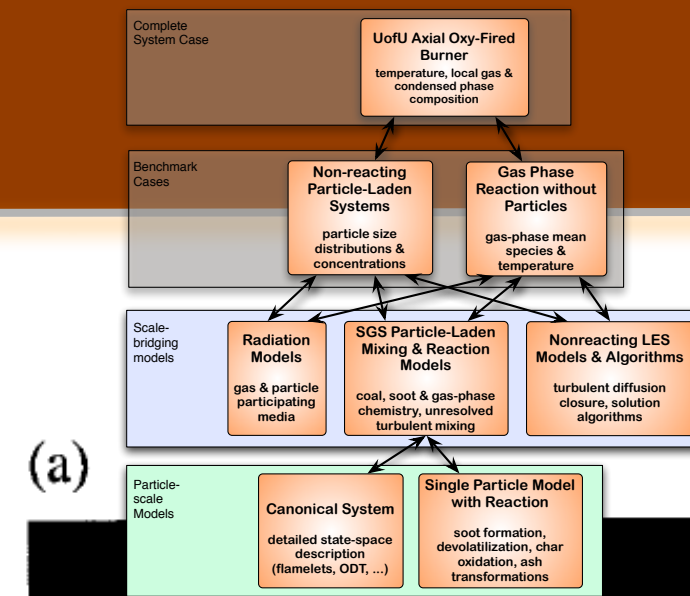 Complete
System Case
UofU Axial Oxy-Fired
Burner
temperature, local gas &
condensed phase
composition
Benchmark
Cases
Non-reacting
Particle-Laden
Systems
particle size
distributions &
concentrations
Gas Phase
Reaction without
Particles
gas-phase mean
species &
temperature
Scale-
bridging
models
Radiation
Models
gas & particle
participating
media
SGS Particle-Laden
Mixing & Reaction
Models
coal, soot & gas-phase
chemistry, unresolved
turbulent mixing
Nonreacting LES
Models & Algorithms
turbulent diffusion
closure, solution
algorithms
(a)
Particle-
scale
Models
Canonical System
detailed state-space
description
(flamelets, ODT, ...)
Single Particle Model
with Reaction
soot formation,
devolatilization, char
oxidation, ash
transformations